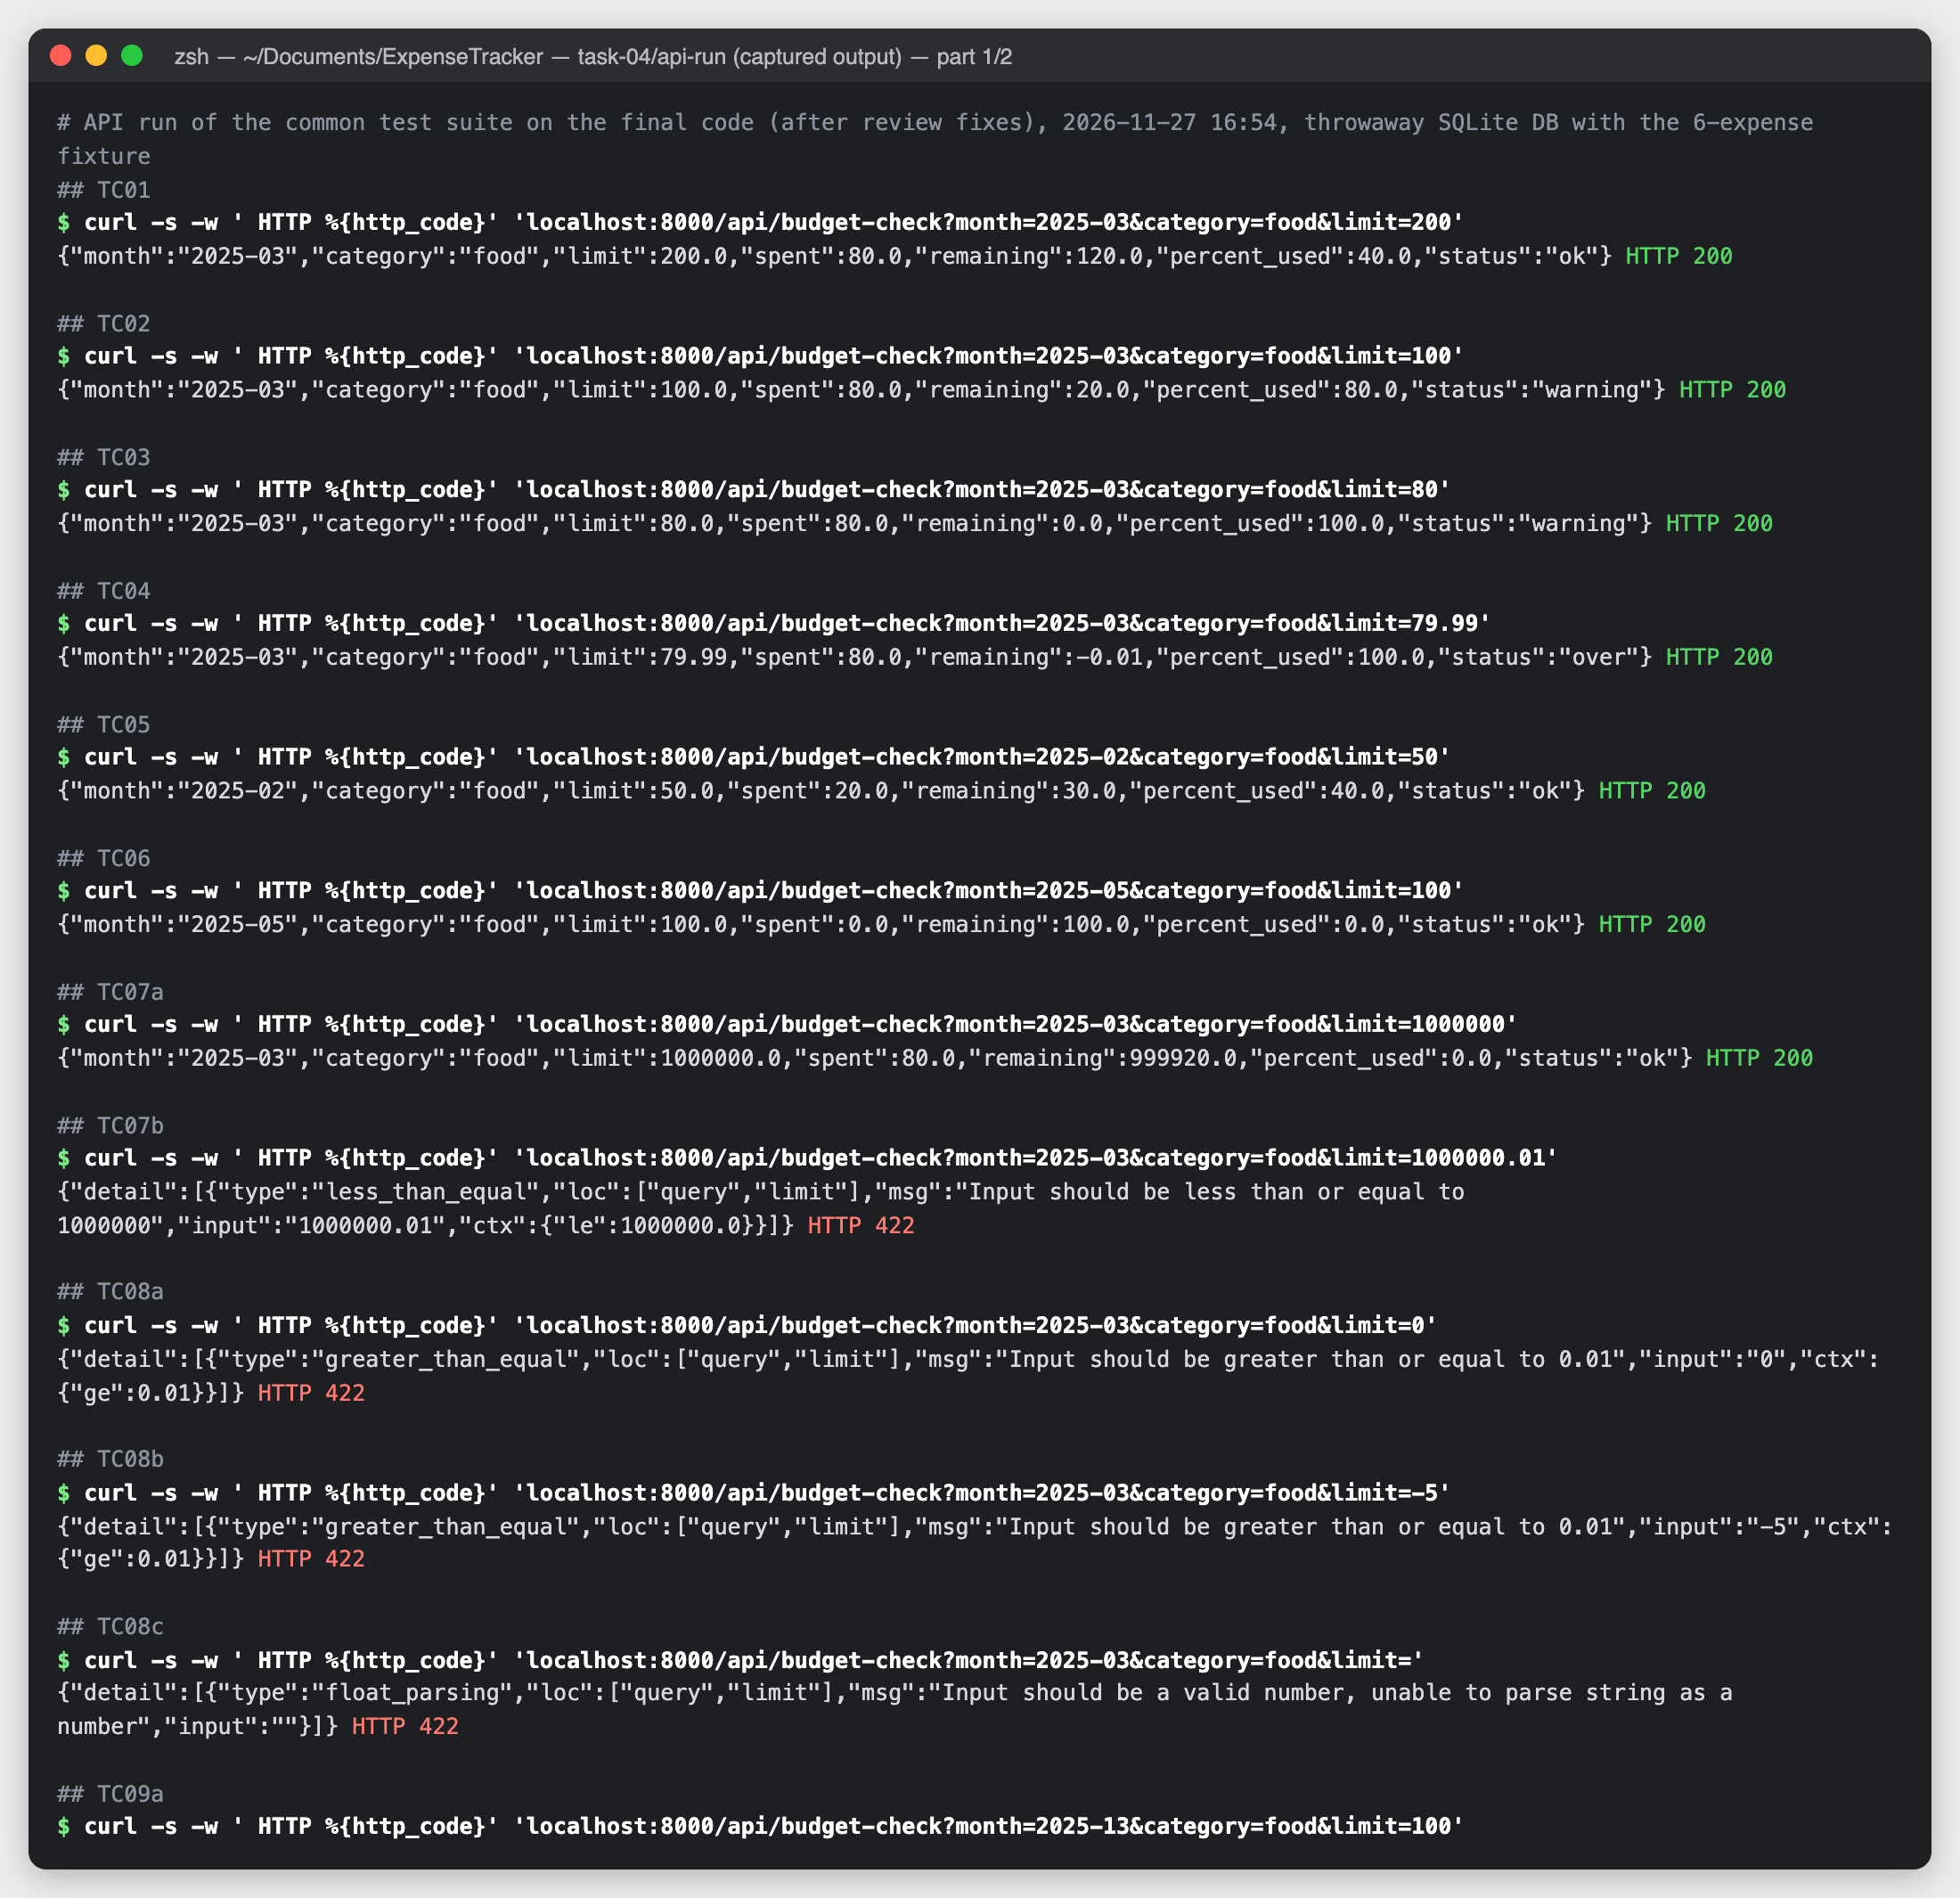 zsh — ~/Documents/ExpenseTracker — task-04/api-run (captured output) — part 1/2
# API run of the common test suite on the final code (after review fixes), 2026-11-27 16:54, throwaway SQLite DB with the 6-expense
fixture
## TC01
$ curl -s -w ' HTTP %{http_code}' 'localhost:8000/api/budget-check?month=2025-03&category=food&limit=200'
{"month":"2025-03","category":"food","limit":200.0,"spent":80.0,"remaining":120.0,"percent_used":40.0,"status":"ok"} HTTP 200
## TC02
$ curl -s -w ' HTTP %{http_code}' 'localhost:8000/api/budget-check?month=2025-03&category=food&limit=100'
{"month":"2025-03","category":"food","limit":100.0,"spent":80.0,"remaining":20.0,"percent_used":80.0,"status":"warning"} HTTP 200
## TC03
$ curl -s -w ' HTTP %{http_code}' 'localhost:8000/api/budget-check?month=2025-03&category=food&limit=80'
{"month":"2025-03","category":"food","limit":80.0,"spent":80.0,"remaining":0.0,"percent_used":100.0,"status":"warning"} HTTP 200
## TC04
$ curl -s -w ' HTTP %{http_code}' 'localhost:8000/api/budget-check?month=2025-03&category=food&limit=79.99'
{"month":"2025-03","category":"food","limit":79.99,"spent":80.0,"remaining":-0.01,"percent_used":100.0,"status":"over"} HTTP 200
## TC05
$ curl -s -w ' HTTP %{http_code}' 'localhost:8000/api/budget-check?month=2025-02&category=food&limit=50'
{"month":"2025-02","category":"food","limit":50.0,"spent":20.0,"remaining":30.0,"percent_used":40.0,"status":"ok"} HTTP 200
## TC06
$ curl -s -w ' HTTP %{http_code}' 'localhost:8000/api/budget-check?month=2025-05&category=food&limit=100'
{"month":"2025-05","category":"food","limit":100.0,"spent":0.0,"remaining":100.0,"percent_used":0.0,"status":"ok"} HTTP 200
## TC07a
$ curl -s -w ' HTTP %{http_code}' 'localhost:8000/api/budget-check?month=2025-03&category=food&limit=1000000'
{"month":"2025-03","category":"food","limit":1000000.0,"spent":80.0,"remaining":999920.0,"percent_used":0.0,"status":"ok"} HTTP 200
## TC07b
$ curl -s -w ' HTTP %{http_code}' 'localhost:8000/api/budget-check?month=2025-03&category=food&limit=1000000.01'
{"detail":[{"type":"less_than_equal","loc":["query","limit"],"msg":"Input should be less than or equal to
1000000","input":"1000000.01","ctx":{"le":1000000.0}}]} HTTP 422
## TC08a
$ curl -s -w ' HTTP %{http_code}' 'localhost:8000/api/budget-check?month=2025-03&category=food&limit=0'
{"detail":[{"type":"greater_than_equal","loc":["query","limit"],"msg":"Input should be greater than or equal to 0.01","input":"0","ctx":
{"ge":0.01}}]} HTTP 422
## TC08b
$ curl -s -w ' HTTP %{http_code}' 'localhost:8000/api/budget-check?month=2025-03&category=food&limit=-5'
{"detail":[{"type":"greater_than_equal","loc":["query","limit"],"msg":"Input should be greater than or equal to 0.01","input":"-5","ctx":
{"ge":0.01}}]} HTTP 422
## TC08c
$ curl -s -w ' HTTP %{http_code}' 'localhost:8000/api/budget-check?month=2025-03&category=food&limit='
{"detail":[{"type":"float_parsing","loc":["query","limit"],"msg":"Input should be a valid number, unable to parse string as a
number","input":""}]} HTTP 422
## TC09a
$ curl -s -w ' HTTP %{http_code}' 'localhost:8000/api/budget-check?month=2025-13&category=food&limit=100'